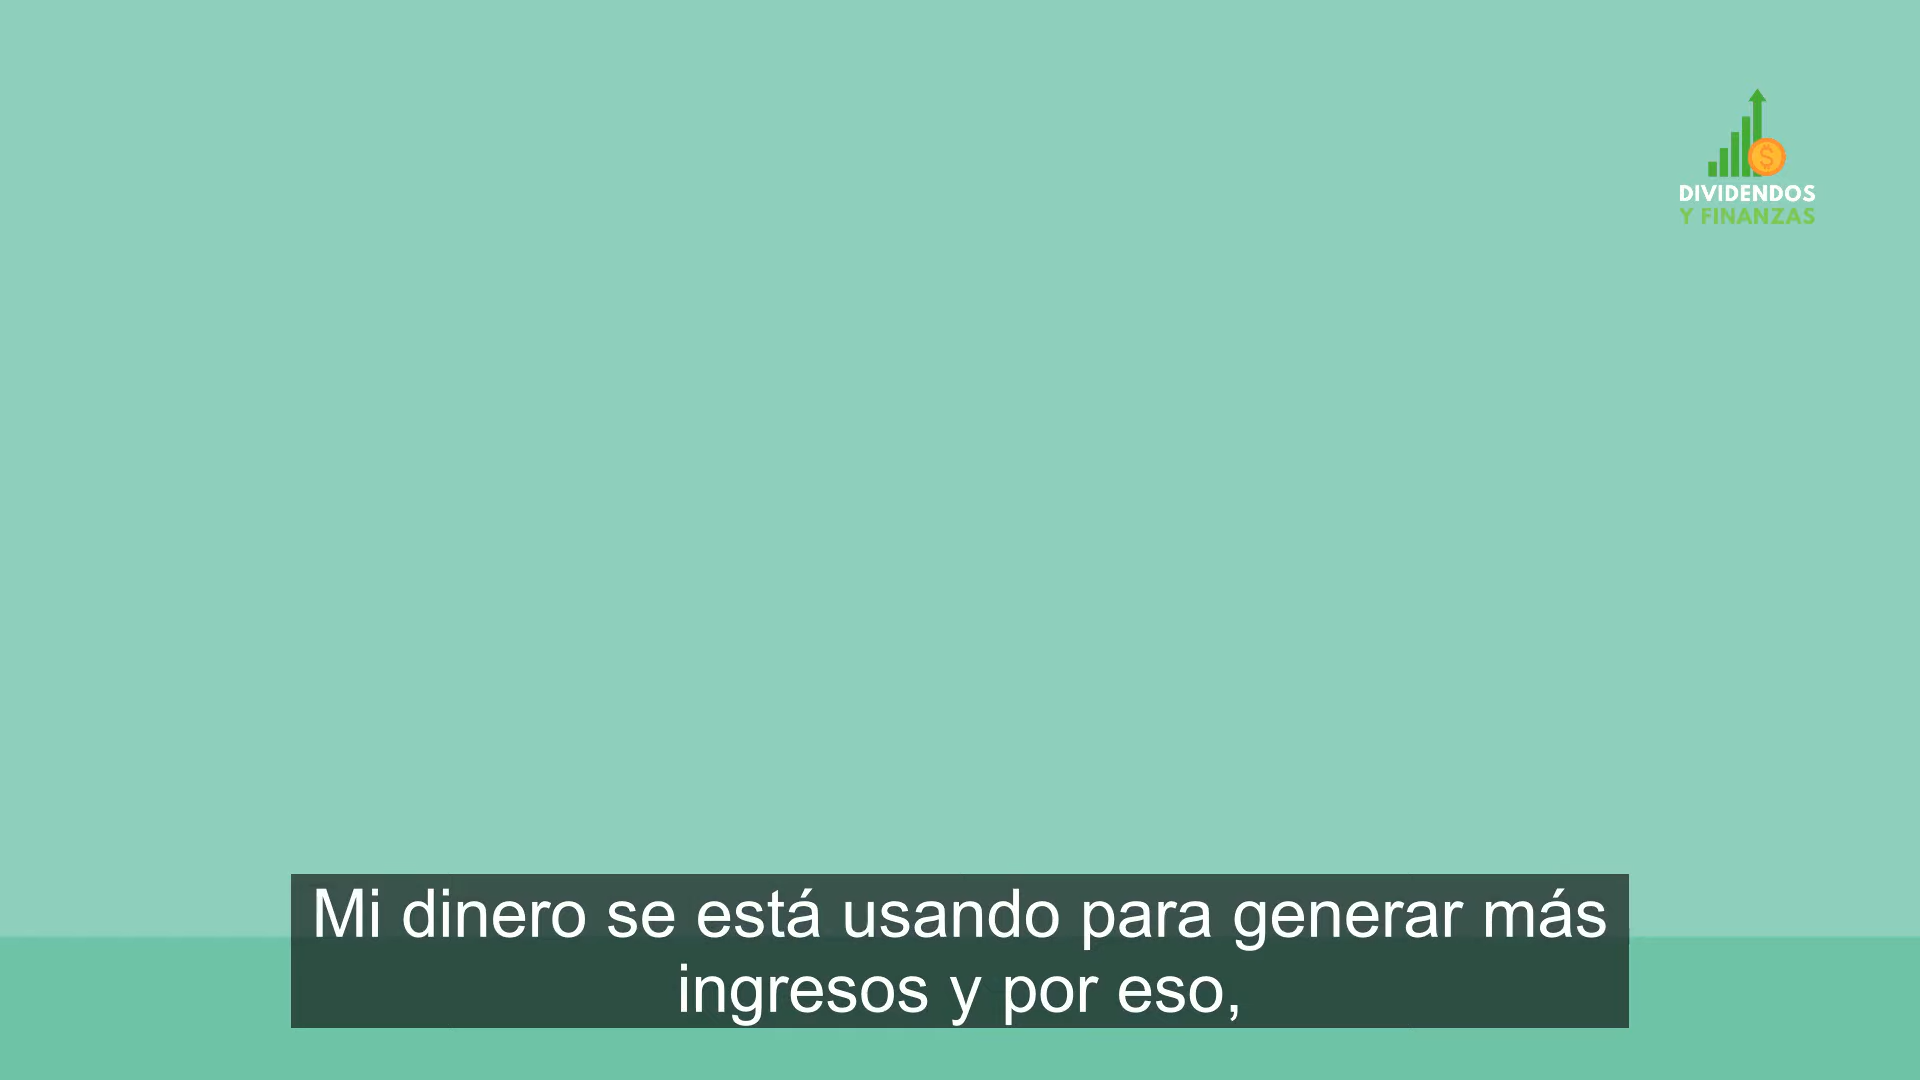 DIVIDENDOS
Y FINANZAS
Mi dinero se está usando para generar más
ingresos y por eso,